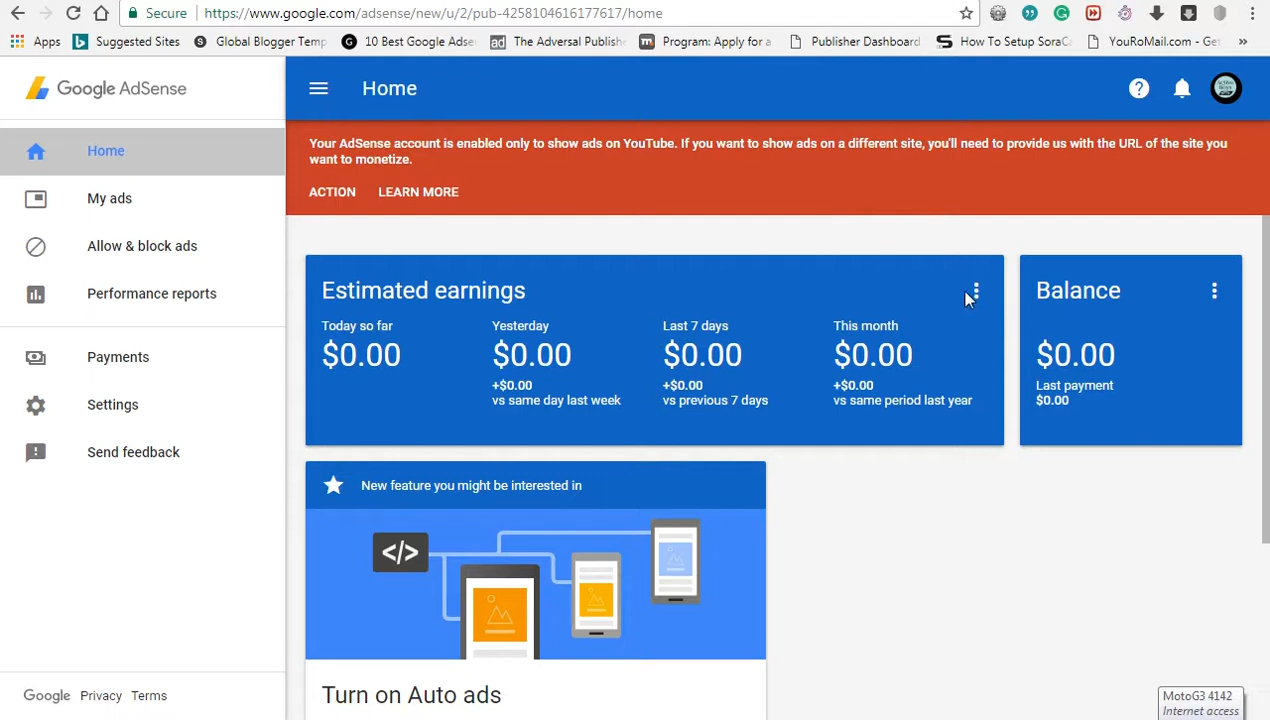 Secure https://www.google.com/adsense/new/u/2/pub-4258104616177617/home
Apps Suggested Sites Global Blogger Temp 10 Best Google Adse The Adversal Publish Program: Apply for a Publisher Dashboard How To Setup SoraCa YouRoMail.com - Get
Google AdSense
Home
My ads
Allow & block ads
Performance reports
Payments
Settings
Send feedback
Google Privacy Terms
Home
Your AdSense account is enabled only to show ads on YouTube. If you want to show ads on a different site, you'll need to provide us with the URL of the site you
want to monetize.
ACTION LEARN MORE
Estimated earnings
Today so far Yesterday Last 7 days This month
$0.00 $0.00 $0.00 $0.00
+$0.00 +$0.00 +$0.00
vs same day last week vs previous 7 days vs same period last year
Balance
$0.00
Last payment
$0.00
New feature you might be interested in
</>
Turn on Auto ads
MotoG3 4142
Internet access